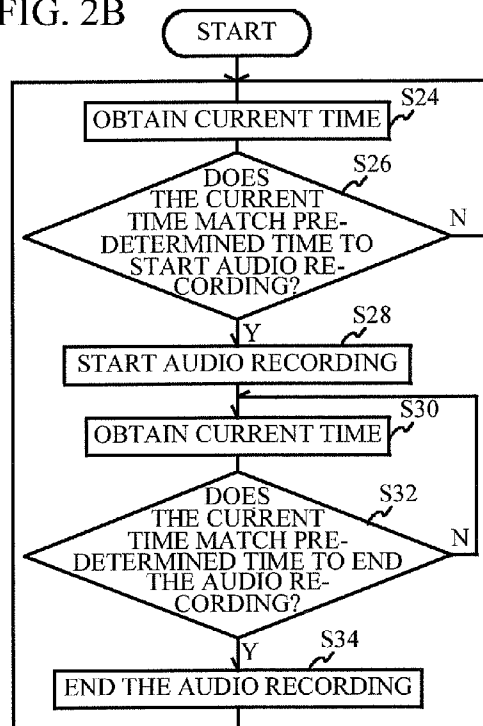 FIG. 2B
START
OBTAIN CURRENT TIME
S24
DOES
THE CURRENT
TIME MATCH PRE-
DETERMINED TIME TO
START AUDIO RE-
CORDING?
S26
N
Y
S28
START AUDIO RECORDING
S30
OBTAIN CURRENT TIME
DOES
THE CURRENT
TIME MATCH PRE-
DETERMINED TIME TO END
THE AUDIO RE-
CORDING?
S32
N
Y
S34
END THE AUDIO RECORDING